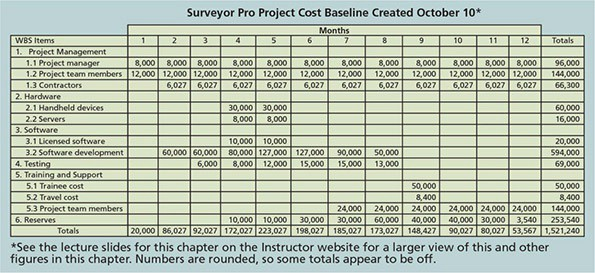 Surveyor Pro Project Cost Baseline Created October 10*
Months
WBS Items 1 2 3 4 5 6 7 8 9 10 11 12 Totals
1. Project Management
1.1 Project manager 8,000 8,000 8,000 8,000 8,000 8,000 8,000 8,000 8,000 8,000 8,000 8,000 96,000
1.2 Project team members 12,000 12,000 12,000 12,000 12,000 12,000 12,000 12,000 12,000 12,000 12,000 12,000 144,000
1.3 Contractors 6,027 6,027 6,027 6,027 6,027 6,027 6,027 6,027 6,027 6,027 6,027 66,300
2. Hardware
2.1 Handheld devices 30,000 30,000 60,000
2.2 Servers 8,000 8,000 16,000
3. Software
3.1 Licensed software 10,000 10,000 20,000
3.2 Software development 60,000 60,000 80,000 127,000 127,000 90,000 50,000 594,000
4. Testing 6,000 8,000 12,000 15,000 15,000 13,000 69,000
5. Training and Support
5.1 Trainee cost 50,000 50,000
5.2 Travel cost 8,400 8,400
5.3 Project team members 24,000 24,000 24,000 24,000 24,000 24,000 144,000
6. Reserves 10,000 10,000 30,000 30,000 60,000 40,000 40,000 30,000 3,540 253,540
Totals 20,000 86,027 92,027 172,027 223,027 198,027 185,027 173,027 148,427 90,027 80,027 53,567 1,521,240
*See the lecture slides for this chapter on the Instructor website for a larger view of this and other
figures in this chapter. Numbers are rounded, so some totals appear to be off.